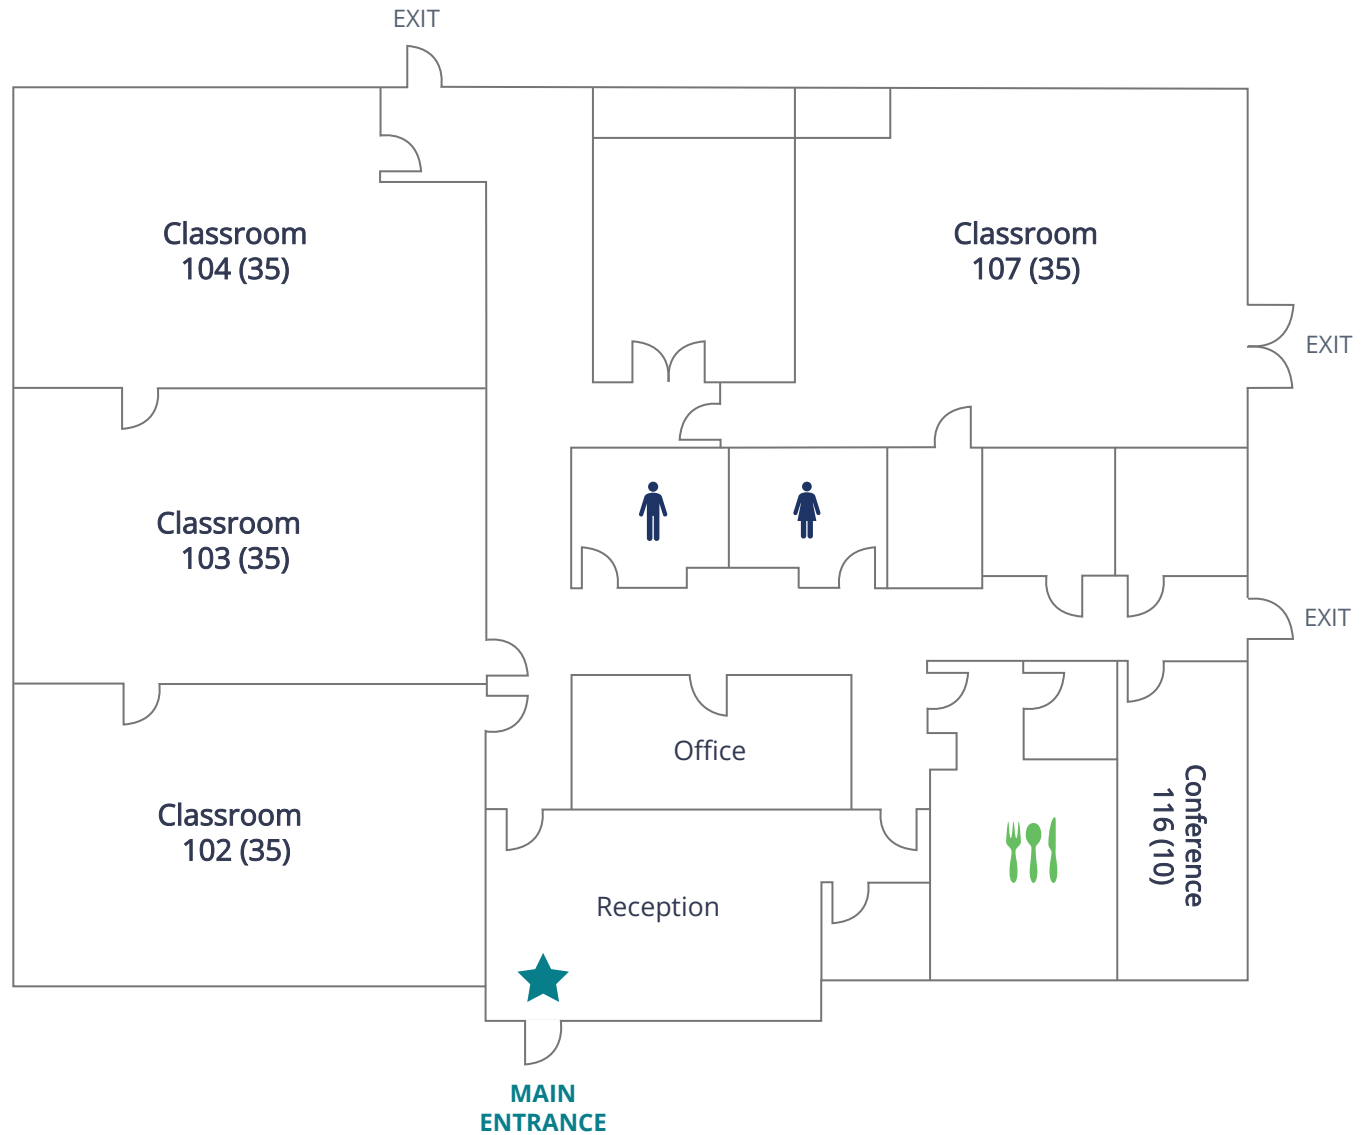 EXIT
Classroom
104 (35)
Classroom
107 (35)
EXIT
Classroom
103 (35)
EXIT
Office
Classroom
102 (35)
Conference
116 (10)
Reception
MAIN
ENTRANCE